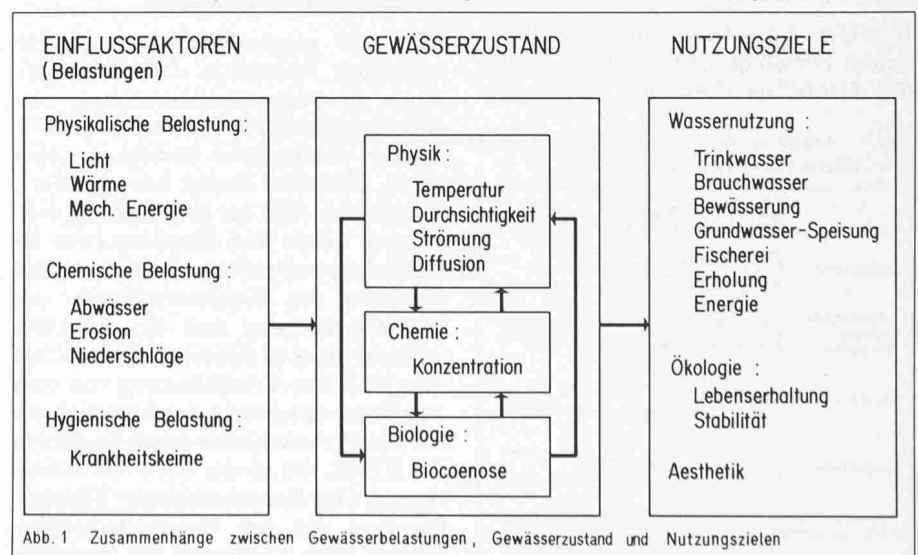 EINFLUSSFAKTOREN
(Belastungen)
Physikalische Belastung :
Licht
Wärme
Mech. Energie
Chemische Belastung :
Abwässer
Erosion
Niederschläge
Hygienische Belastung :
Krankheitskeime
GEWÄSSERZUSTAND
Physik :
Temperatur
Durchsichtigkeit
Strömung
Diffusion
Chemie :
Konzentration
Biologie :
Biocoenose
NUTZUNGSZIELE
Wassernutzung :
Trinkwasser
Brauchwasser
Bewässerung
Grundwasser-Speisung
Fischerei
Erholung
Energie
Ökologie :
Lebenserhaltung
Stabilität
Aesthetik
Abb. 1 Zusammenhänge zwischen Gewässerbelastungen, Gewässerzustand und Nutzungszielen